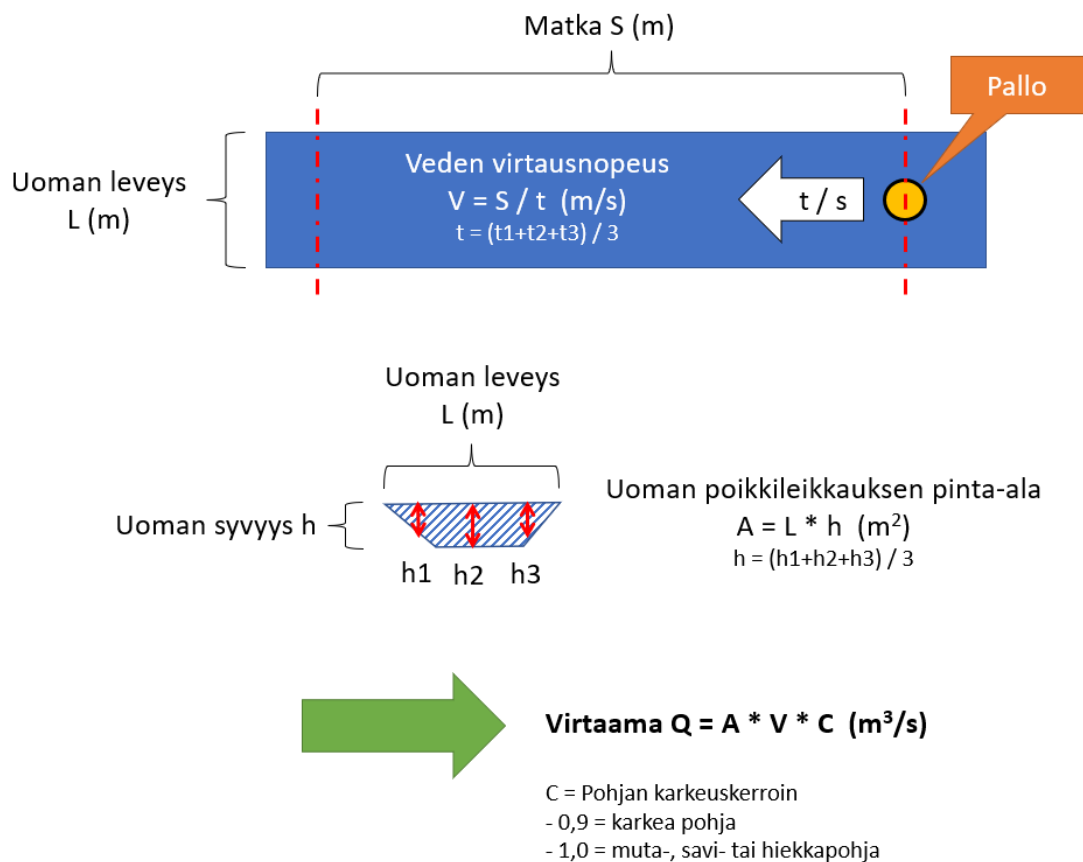 Matka S (m)
Pallo
Uoman leveys
L (m)
Veden virtausnopeus
V = S / t  (m/s)
t = (t1+t2+t3) / 3
t / s
Uoman leveys
L (m)
Uoman syvyys h
h1 h2 h3
Uoman poikkileikkauksen pinta-ala
A = L * h  (m²)
h = (h1+h2+h3) / 3
Virtaama Q = A * V * C  (m³/s)
C = Pohjan karkeuskerroin
- 0,9 = karkea pohja
- 1,0 = muta-, savi- tai hiekkapohja